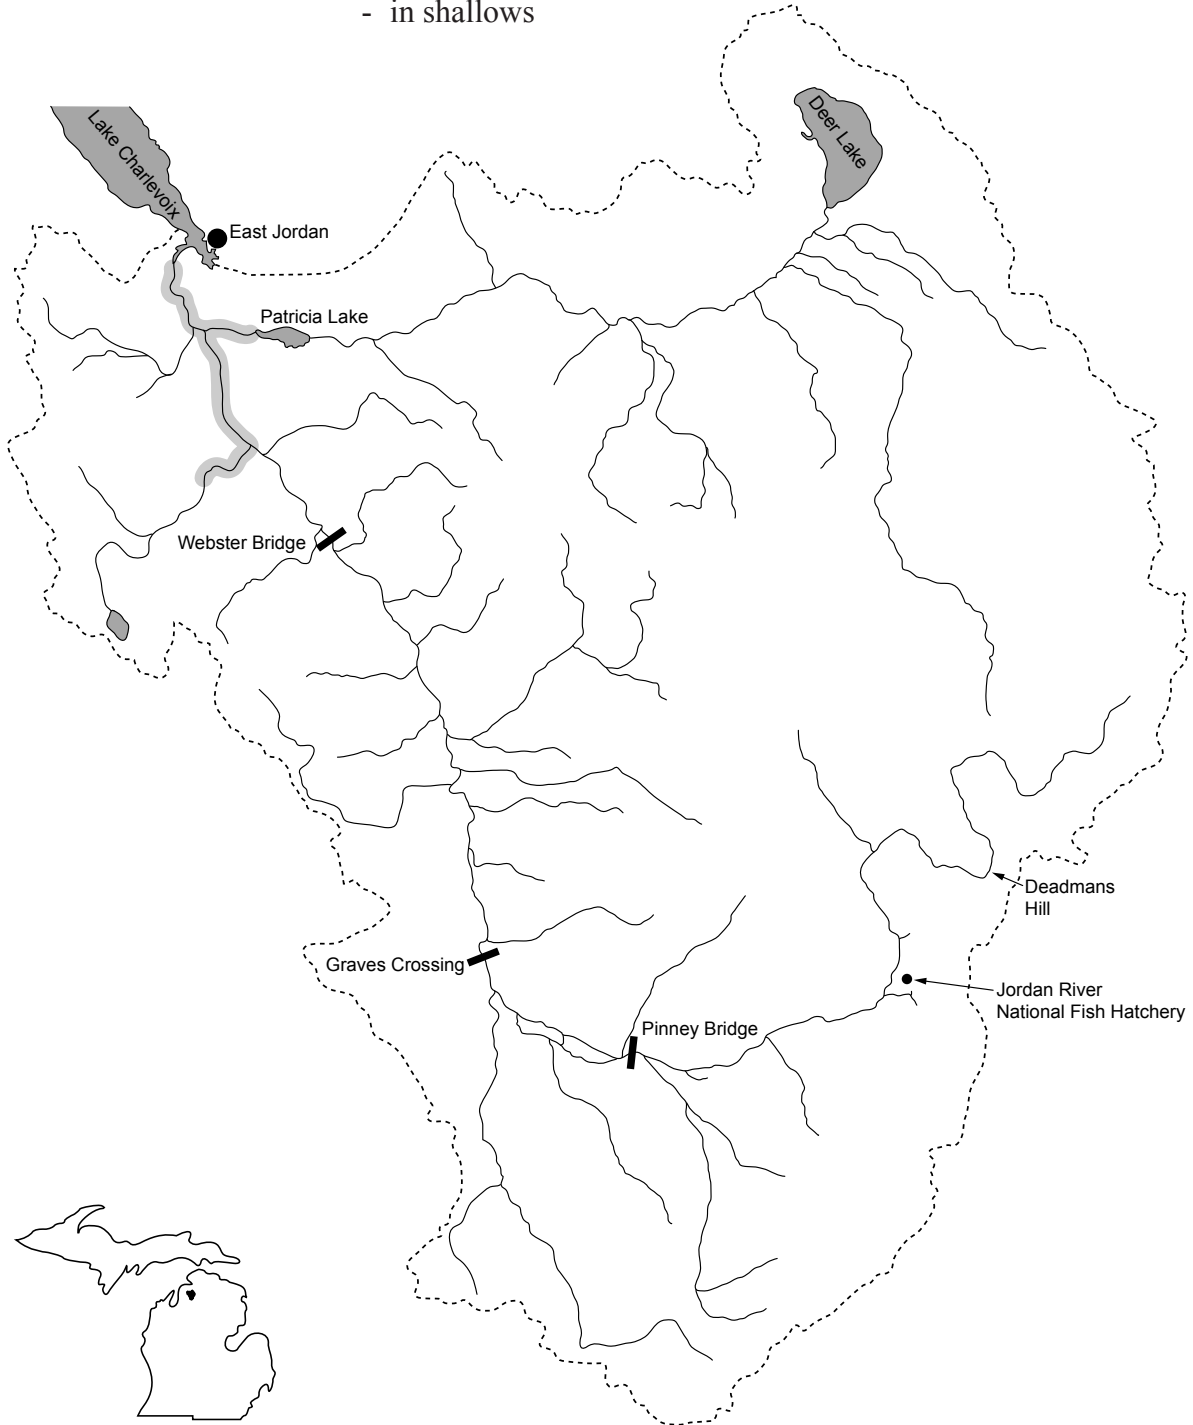 - in shallows
Deer Lake
Lake Charlevoix
East Jordan
Patricia Lake
Webster Bridge
Deadmans
Hill
Graves Crossing
Jordan River
National Fish Hatchery
Pinney Bridge